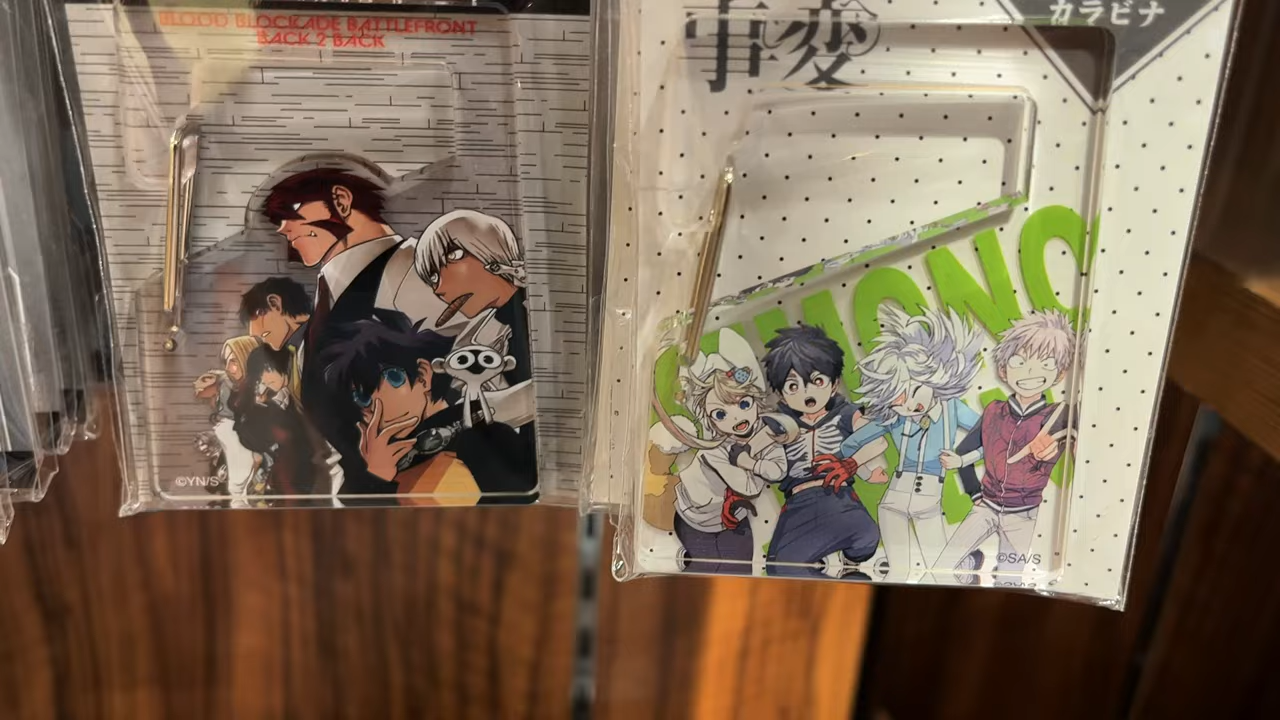 BLOOD BLOCKADE BATTLEFRONT
BACK 2 BACK
©YN/S
事変
カラビナ
©SA/S